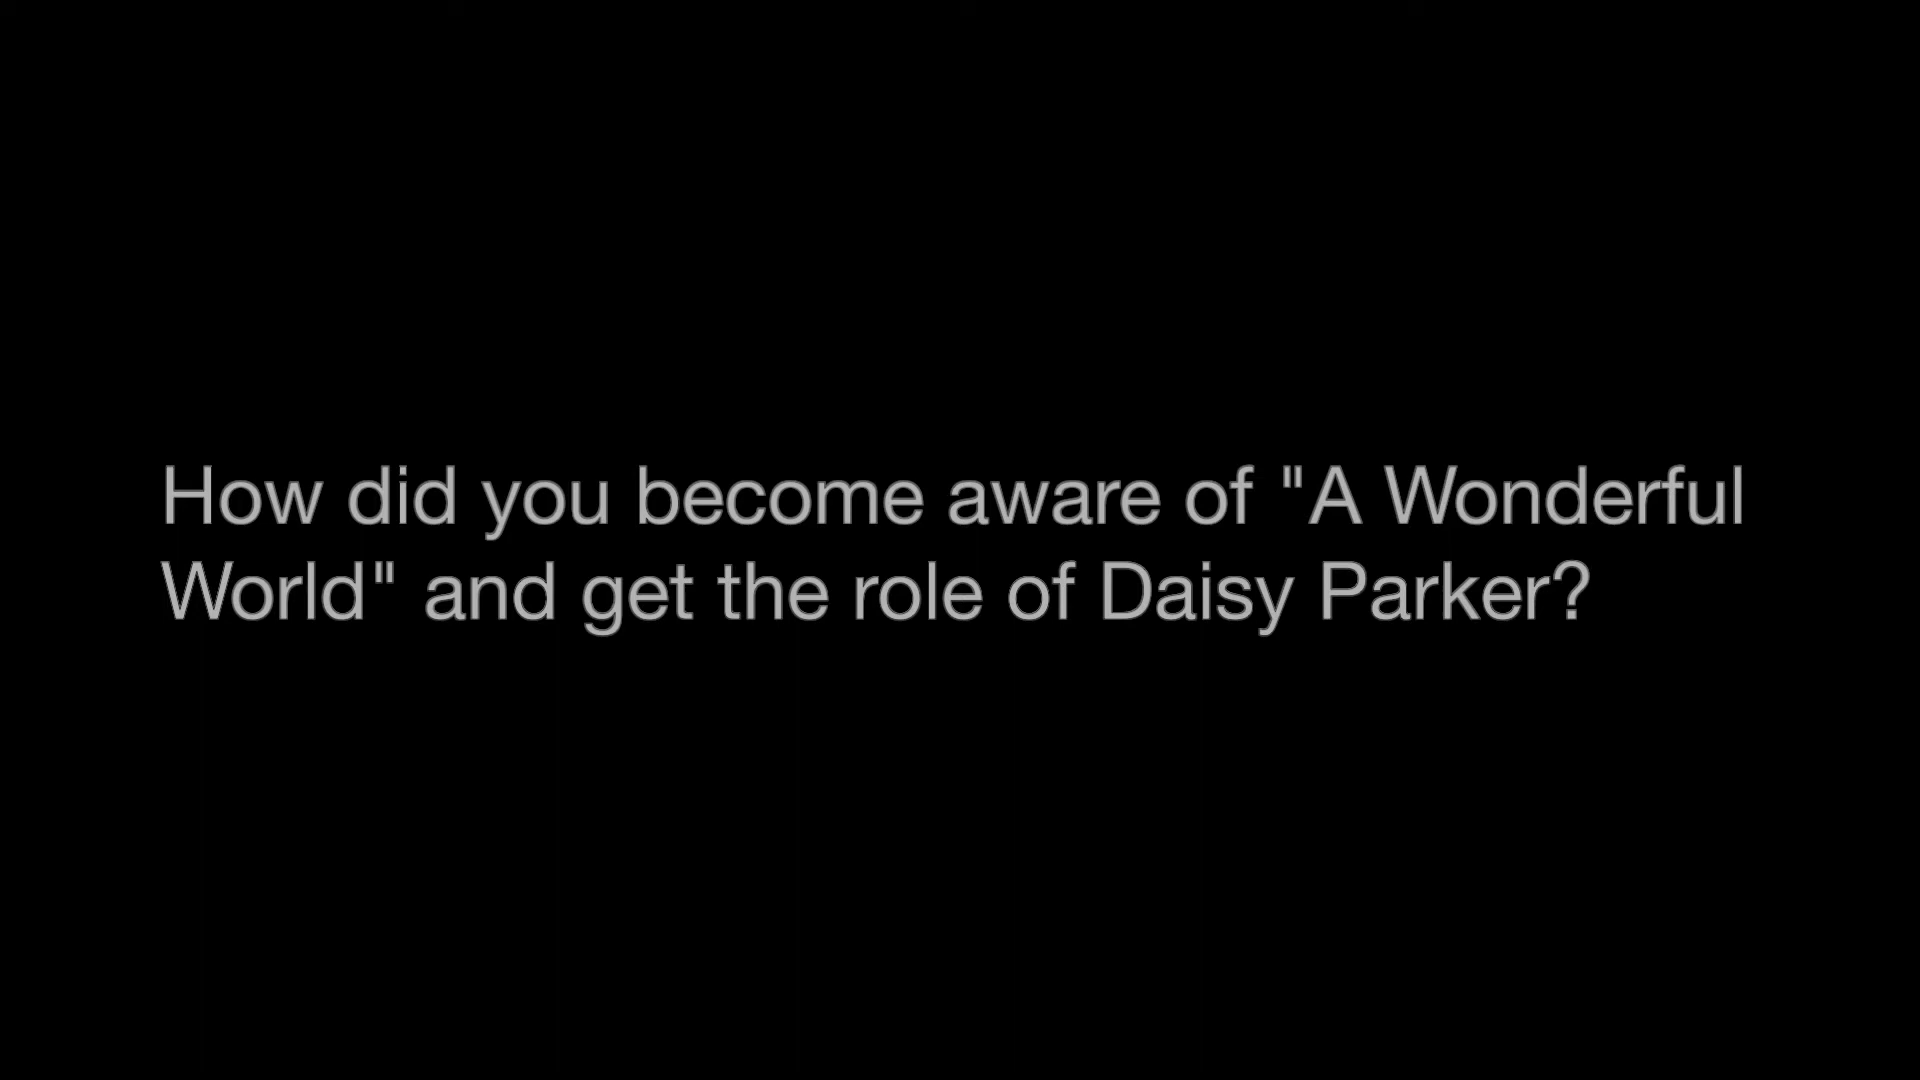 How did you become aware of "A Wonderful
World" and get the role of Daisy Parker?